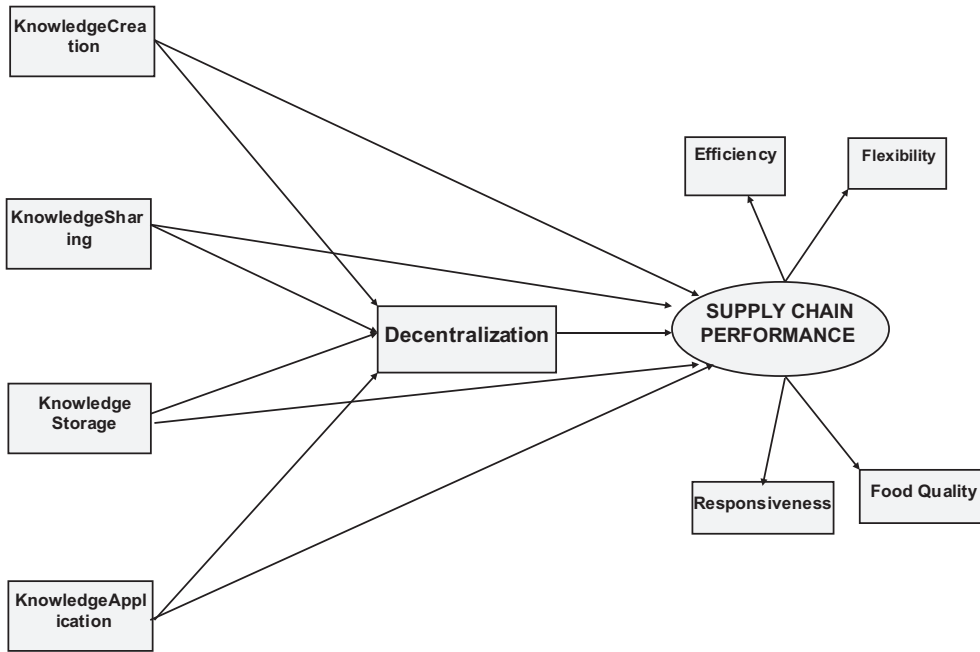 KnowledgeCrea
tion
KnowledgeShar
ing
Knowledge
Storage
KnowledgeAppl
ication
Decentralization
SUPPLY CHAIN
PERFORMANCE
Efficiency
Flexibility
Responsiveness
Food Quality